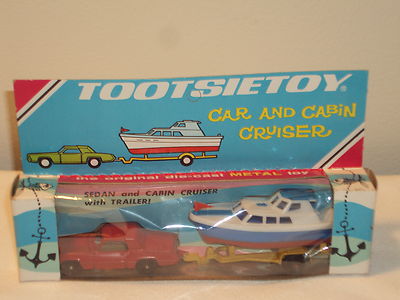 TOOTSIETOY®
CAR AND CABIN
CRUISER
the original die-cast METAL toy
SEDAN and CABIN CRUISER
with TRAILER!